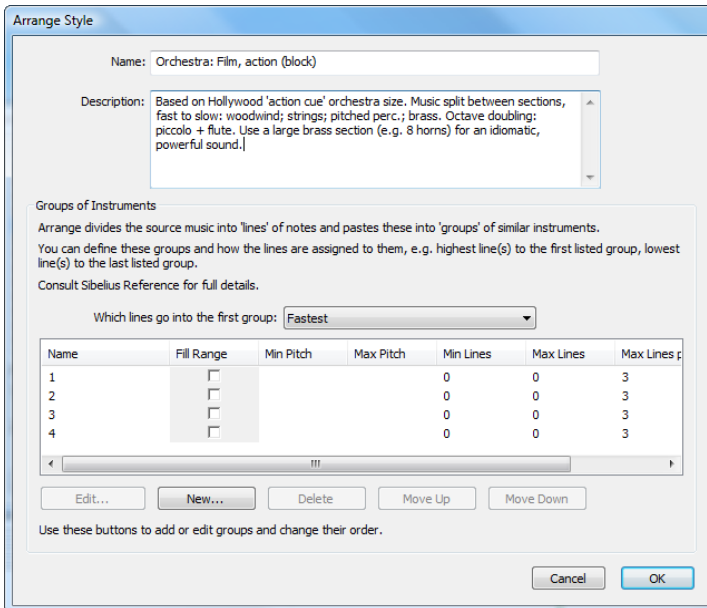 Arrange Style
Name: Orchestra: Film, action (block)
Description: Based on Hollywood 'action cue' orchestra size. Music split between sections,
fast to slow: woodwind; strings; pitched perc.; brass. Octave doubling:
piccolo + flute. Use a large brass section (e.g. 8 horns) for an idiomatic,
powerful sound.
Groups of Instruments
Arrange divides the source music into 'lines' of notes and pastes these into 'groups' of similar instruments.
You can define these groups and how the lines are assigned to them, e.g. highest line(s) to the first listed group, lowest
line(s) to the last listed group.
Consult Sibelius Reference for full details.
Which lines go into the first group: Fastest
Name Fill Range Min Pitch Max Pitch Min Lines Max Lines Max Lines p
1 0 0 3
2 0 0 3
3 0 0 3
4 0 0 3
Edit... New... Delete Move Up Move Down
Use these buttons to add or edit groups and change their order.
Cancel OK